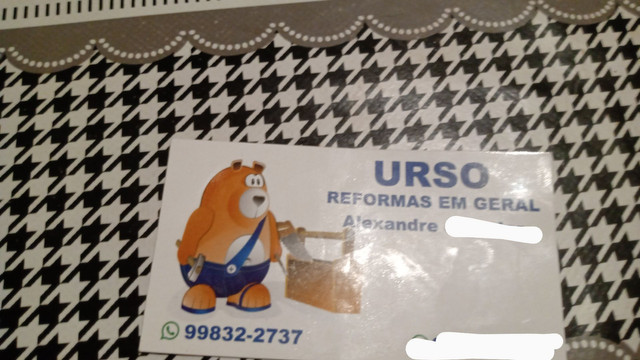 URSO
REFORMAS EM GERAL
Alexandre
99832-2737